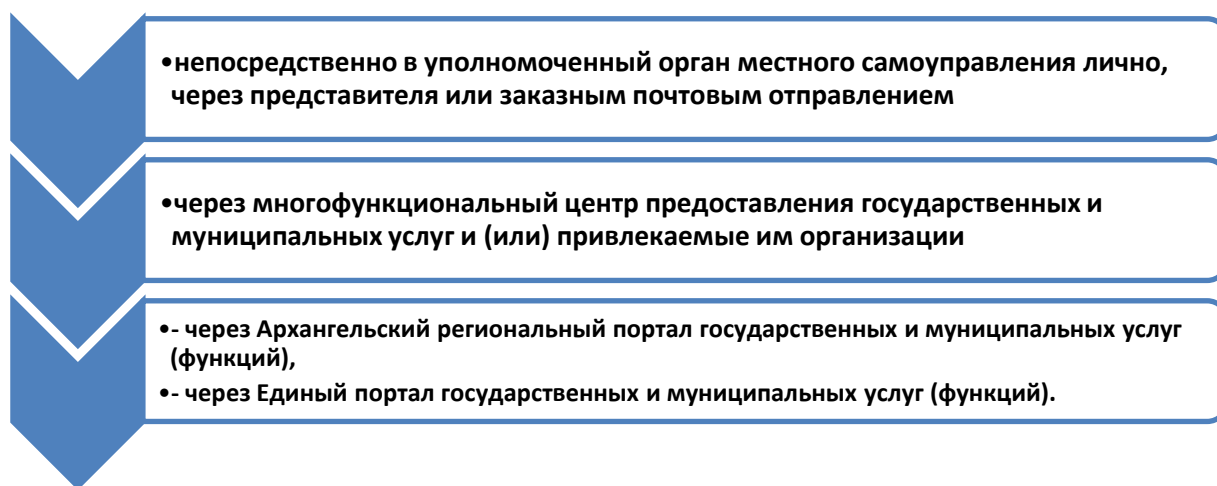 •непосредственно в уполномоченный орган местного самоуправления лично,
через представителя или заказным почтовым отправлением
•через многофункциональный центр предоставления государственных и
муниципальных услуг и (или) привлекаемые им организации
•- через Архангельский региональный портал государственных и муниципальных услуг
(функций),
•- через Единый портал государственных и муниципальных услуг (функций).